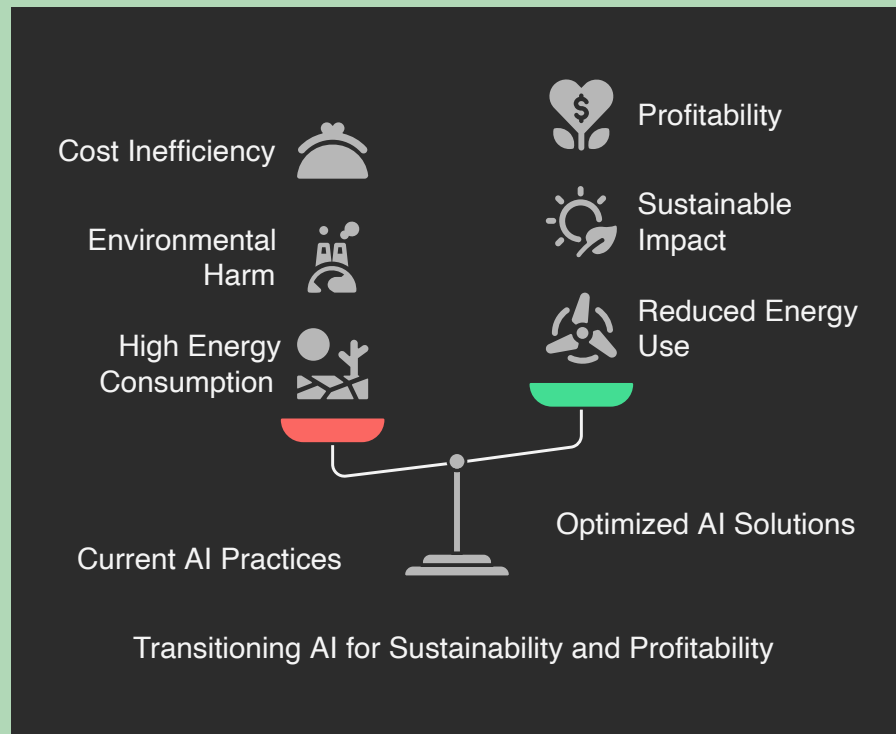 Cost Inefficiency
Environmental
Harm
High Energy
Consumption
$
Profitability
Sustainable
Impact
Reduced Energy
Use
Current AI Practices
Optimized AI Solutions
Transitioning AI for Sustainability and Profitability